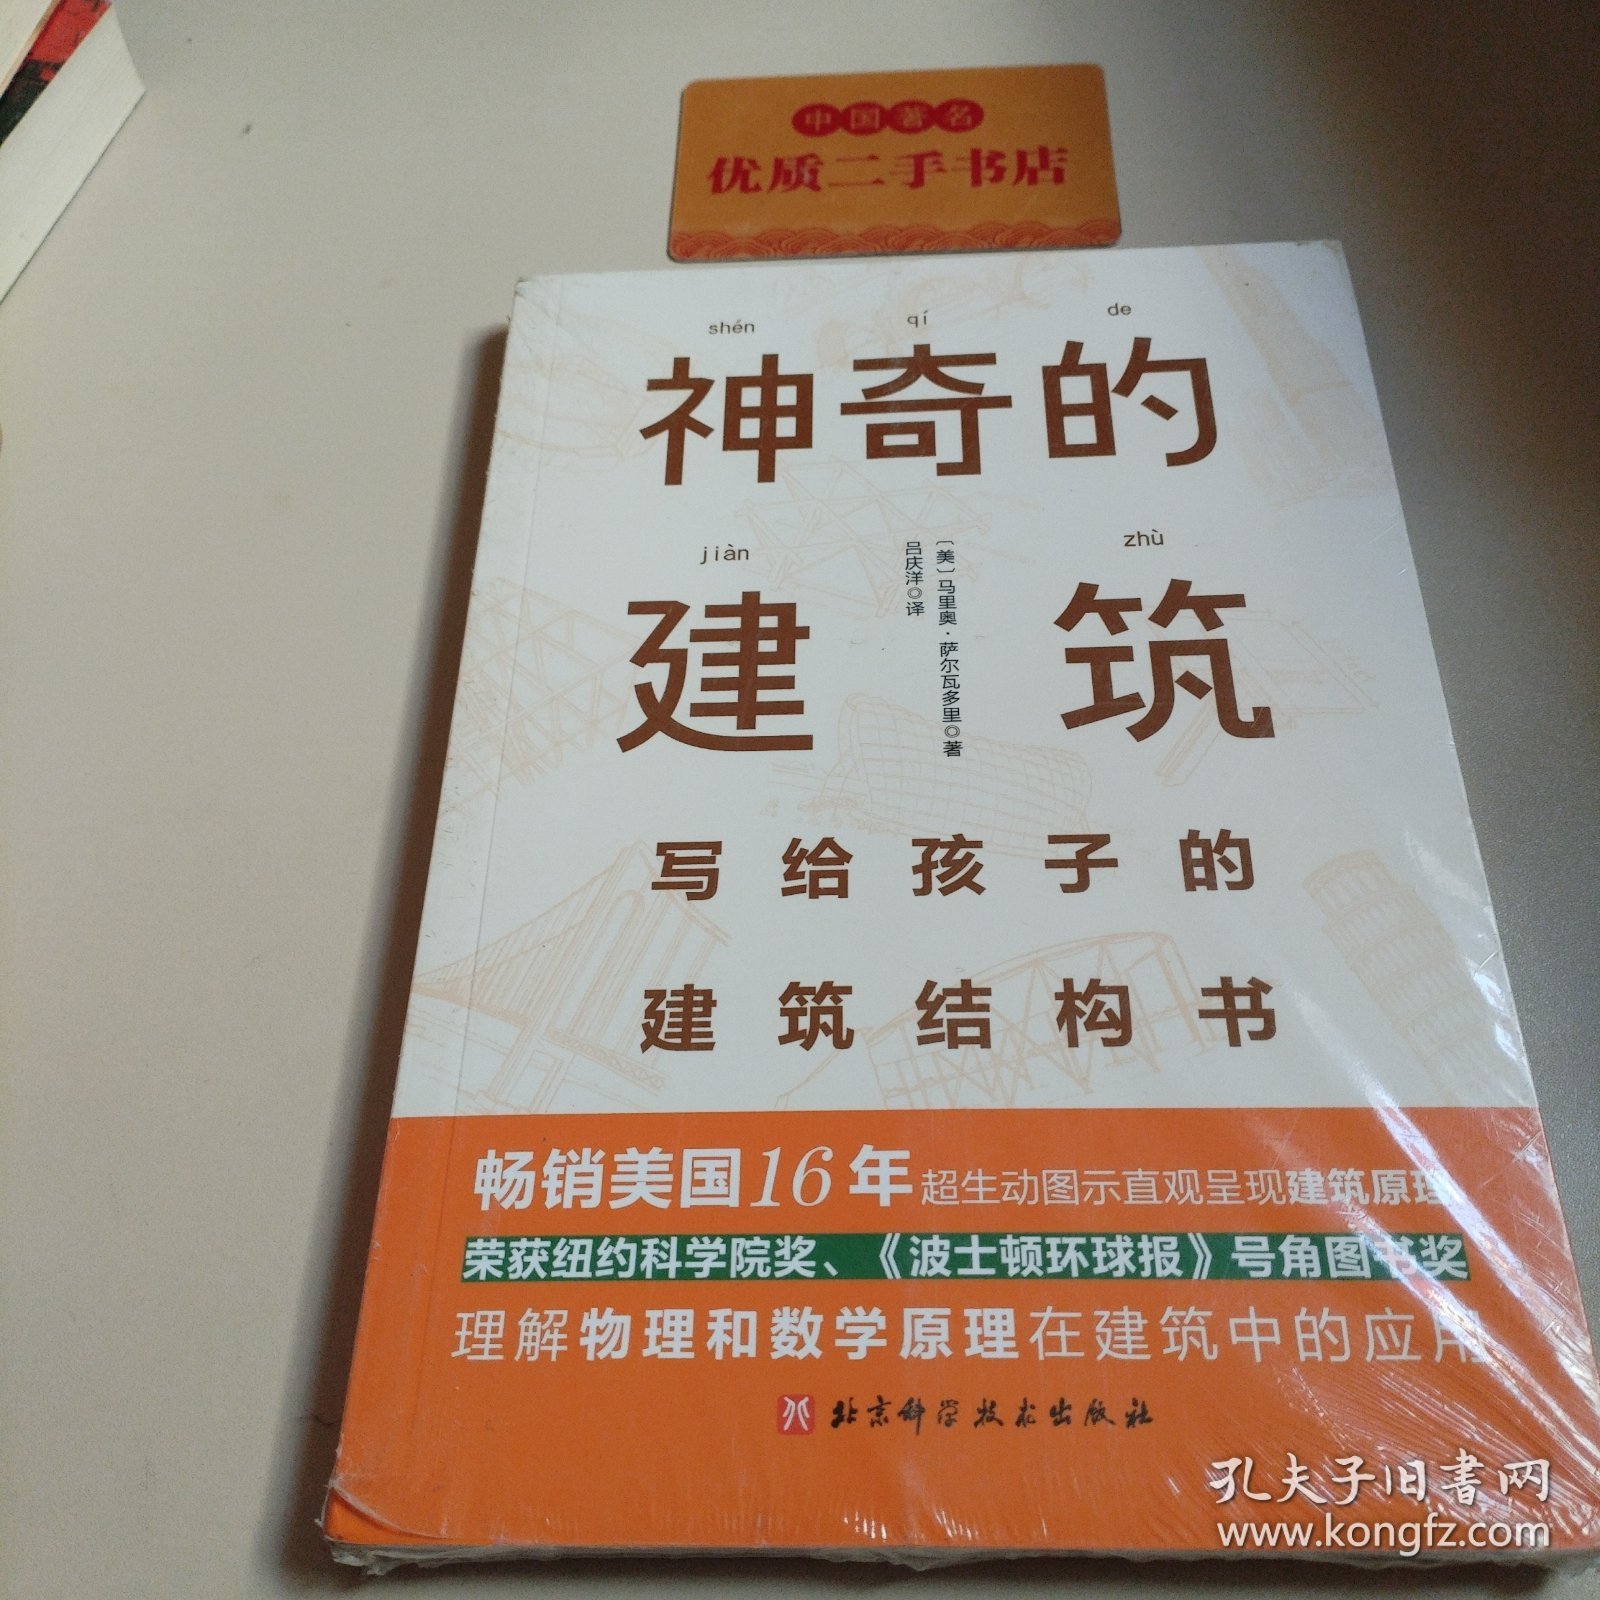 中国著名
优质二手书店
shén qí de
神奇的
jiàn zhù
建筑
〔美〕马里奥·萨尔瓦多里◎著
吕庆洋◎译
写给孩子的
建筑结构书
畅销美国16年 超生动图示直观呈现建筑原理
荣获纽约科学院奖、《波士顿环球报》号角图书奖
理解物理和数学原理在建筑中的应用
北京科学技术出版社
孔夫子旧书网
www.kongfz.com